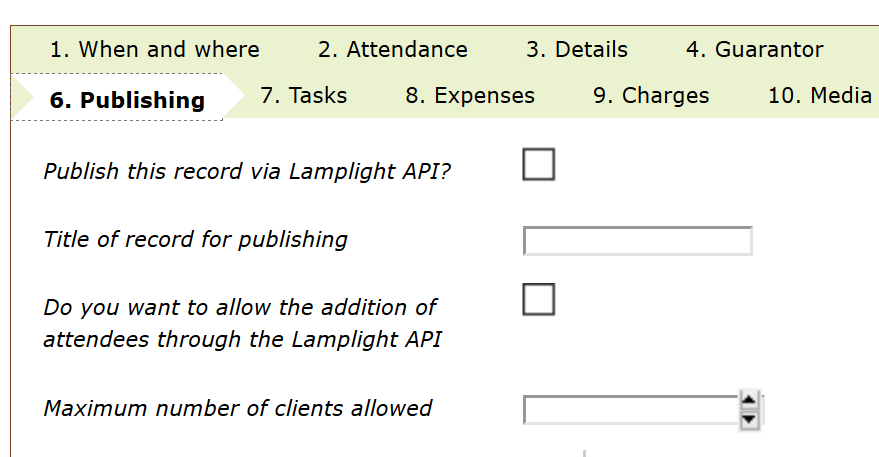 1. When and where 2. Attendance 3. Details 4. Guarantor
6. Publishing 7. Tasks 8. Expenses 9. Charges 10. Media
Publish this record via Lamplight API?
Title of record for publishing
Do you want to allow the addition of
attendees through the Lamplight API
Maximum number of clients allowed